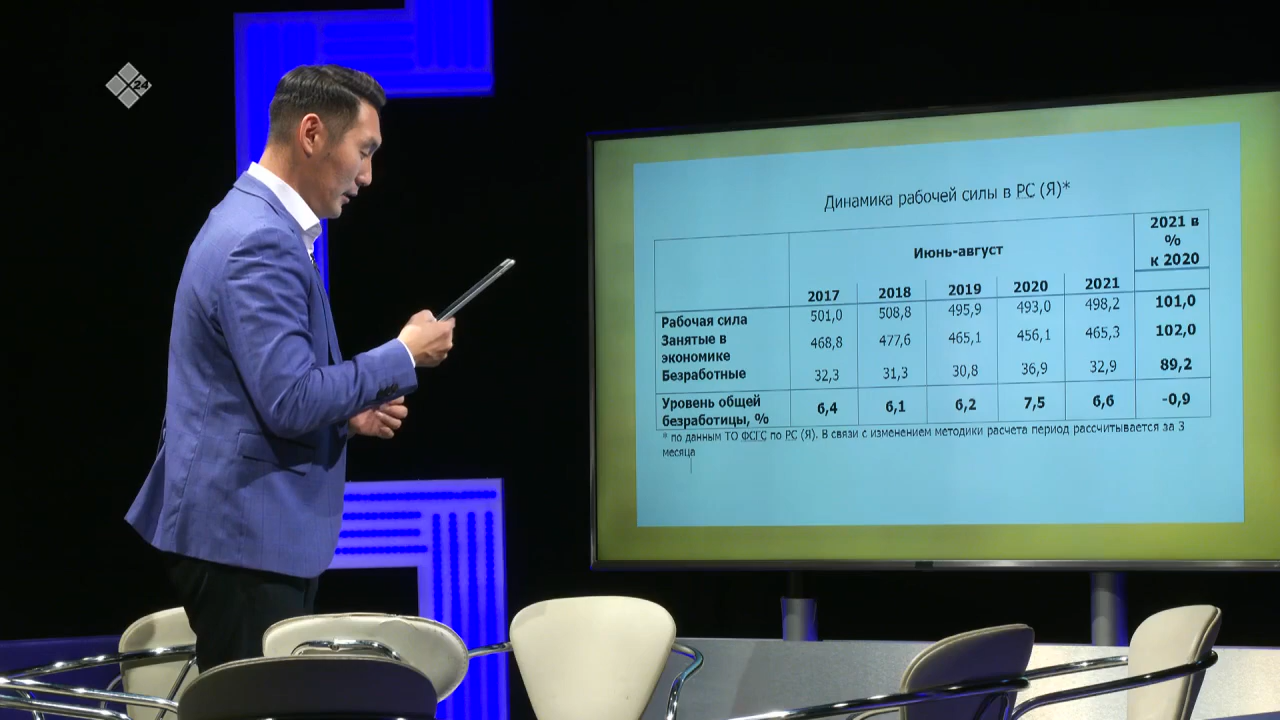 24
Динамика рабочей силы в РС (Я)*
2021 в
%
к 2020
Июнь-август
2017 2018 2019 2020 2021
Рабочая сила 501,0 508,8 495,9 493,0 498,2 101,0
Занятые в
экономике 468,8 477,6 465,1 456,1 465,3 102,0
Безработные 32,3 31,3 30,8 36,9 32,9 89,2
Уровень общей
безработицы, % 6,4 6,1 6,2 7,5 6,6 -0,9
* по данным ТО ФСГС по РС (Я). В связи с изменением методики расчета период рассчитывается за 3
месяца